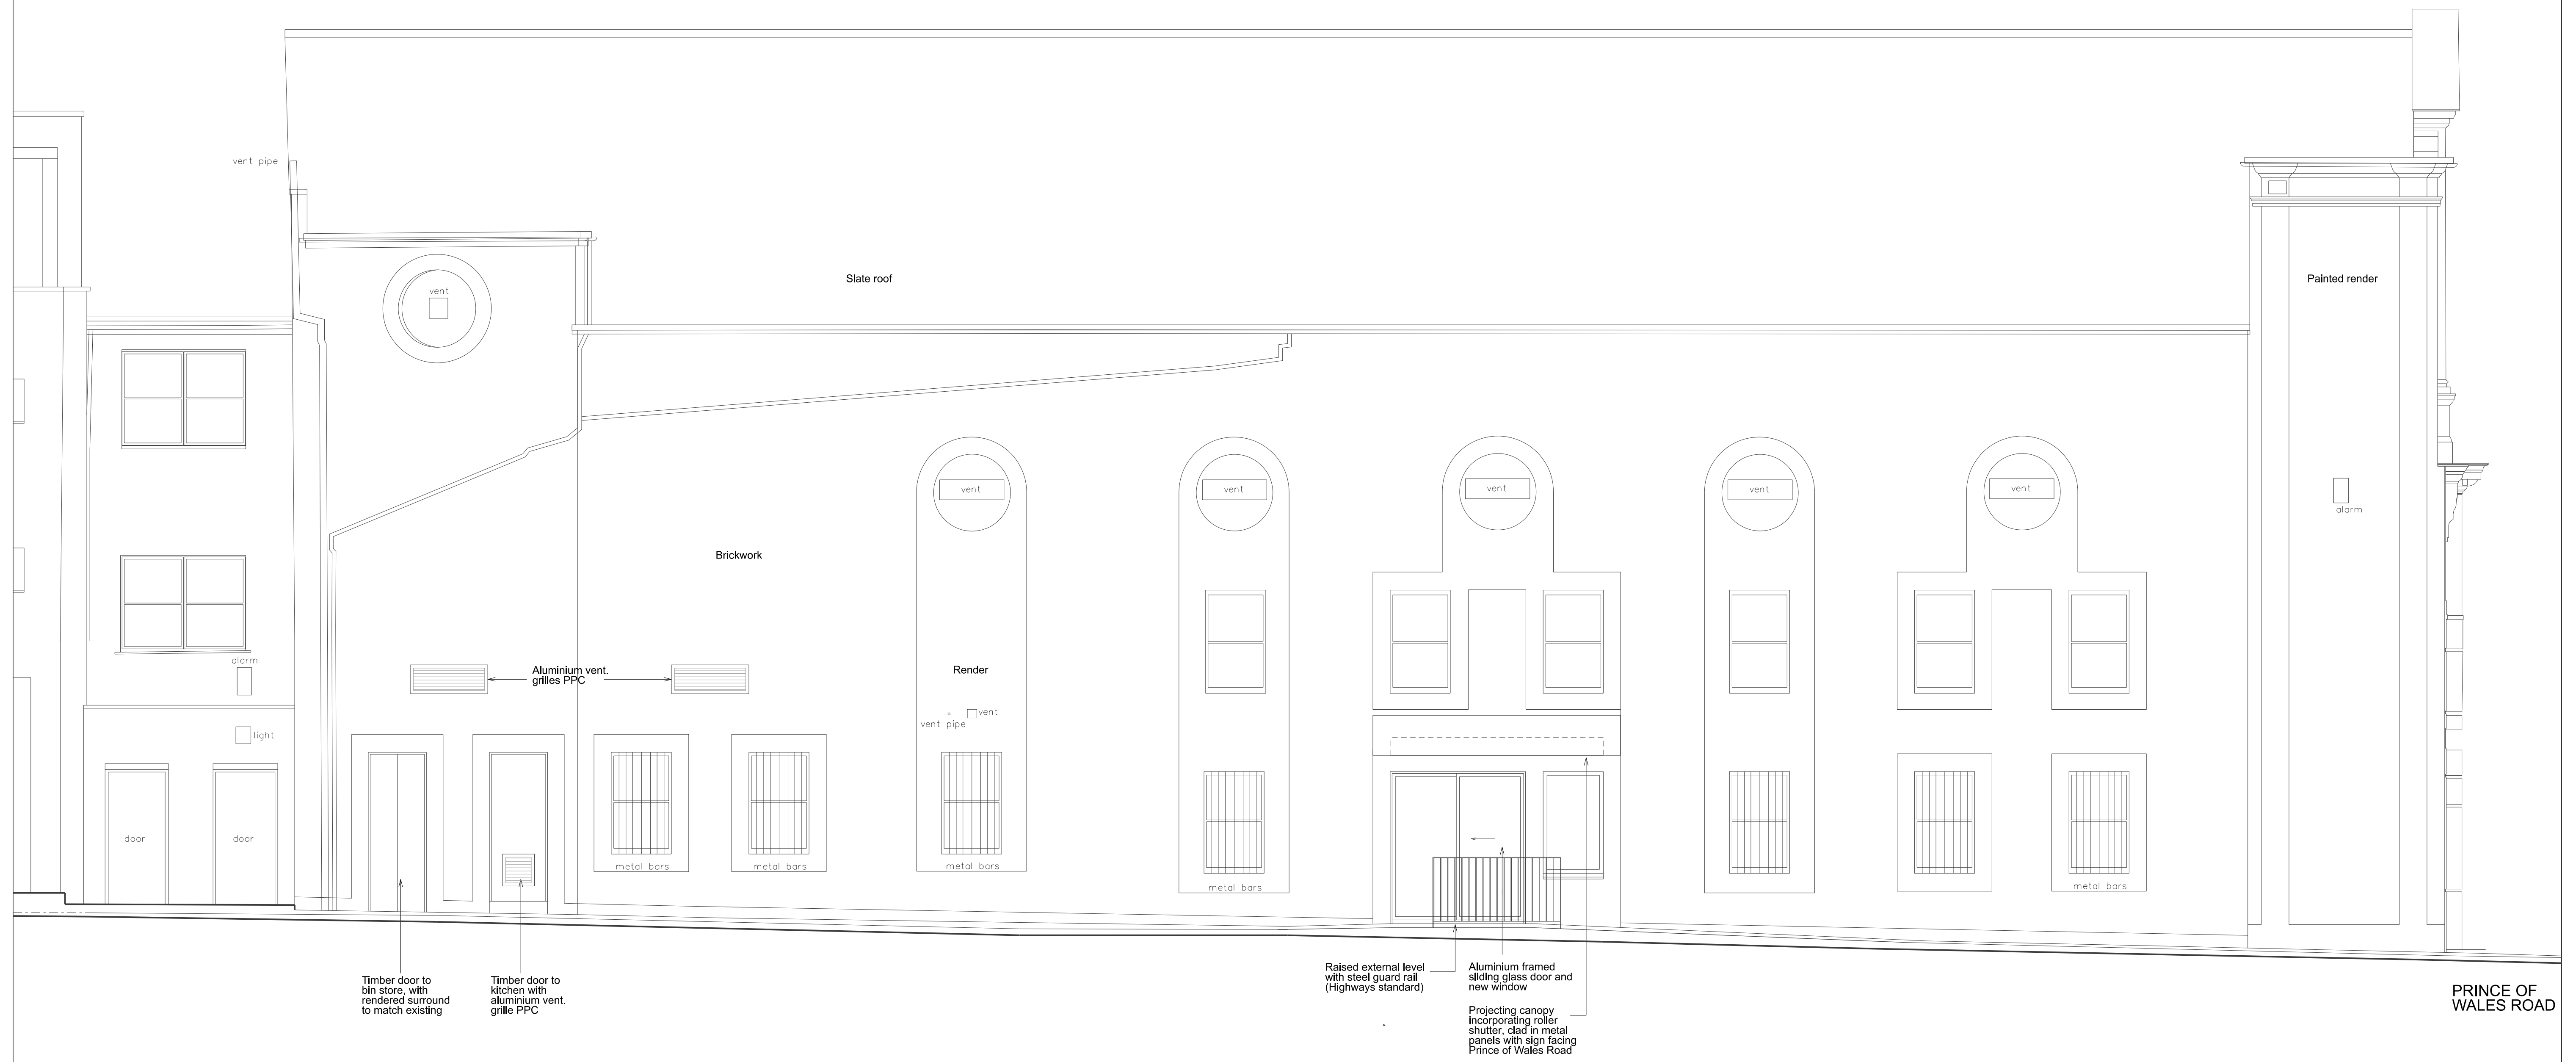 vent pipe
vent
Slate roof
Painted render
vent
vent
vent
vent
vent
alarm
Brickwork
alarm
Aluminium vent.
grilles PPC
Render
vent
vent pipe
light
door
door
metal bars
metal bars
metal bars
metal bars
metal bars
Timber door to
bin store, with
rendered surround
to match existing
Timber door to
kitchen with
aluminium vent.
grille PPC
Raised external level
with steel guard rail
(Highways standard)
Aluminium framed
sliding glass door and
new window
Projecting canopy
incorporating roller
shutter, clad in metal
panels with sign facing
Prince of Wales Road
PRINCE OF
WALES ROAD